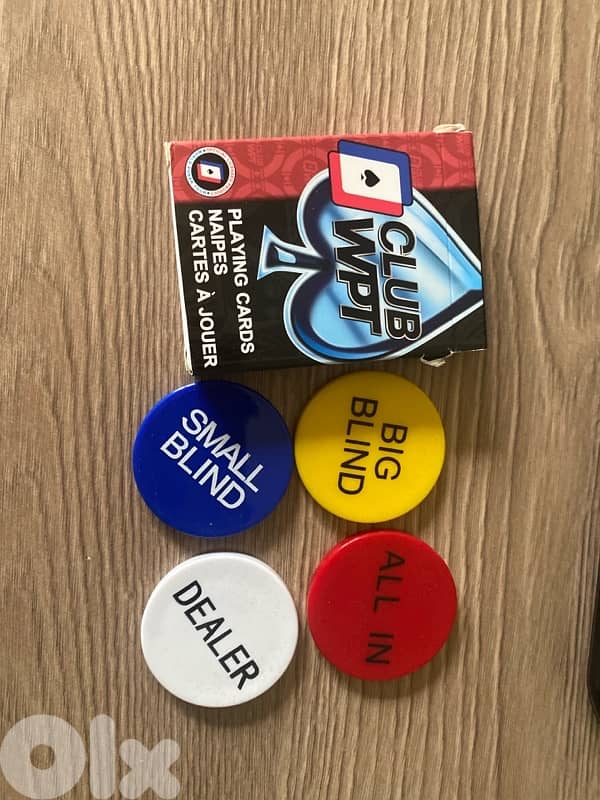 CLUB
WPT
PLAYING CARDS
NAIPES
CARTES À JOUER
SMALL
BLIND
BIG
BLIND
DEALER
ALL IN
Olx